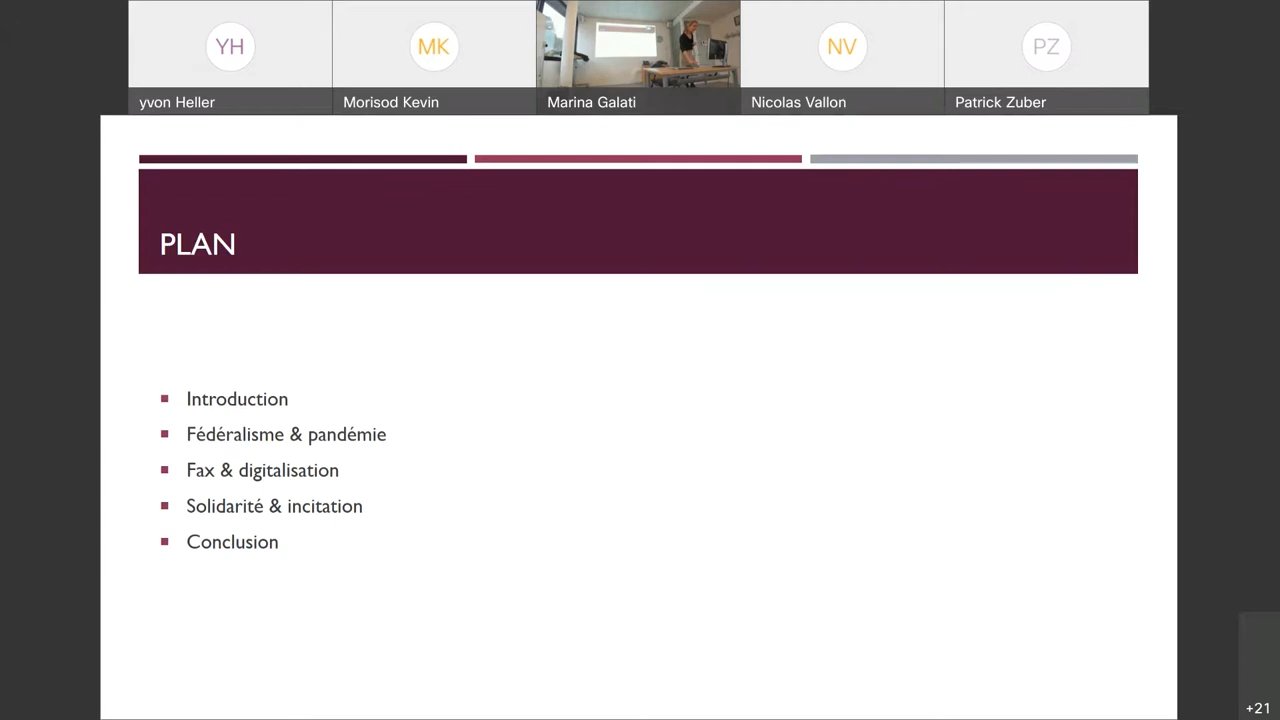 YH
MK
NV
PZ
yvon Heller
Morisod Kevin
Marina Galati
Nicolas Vallon
Patrick Zuber
PLAN
Introduction
Fédéralisme & pandémie
Fax & digitalisation
Solidarité & incitation
Conclusion
+21